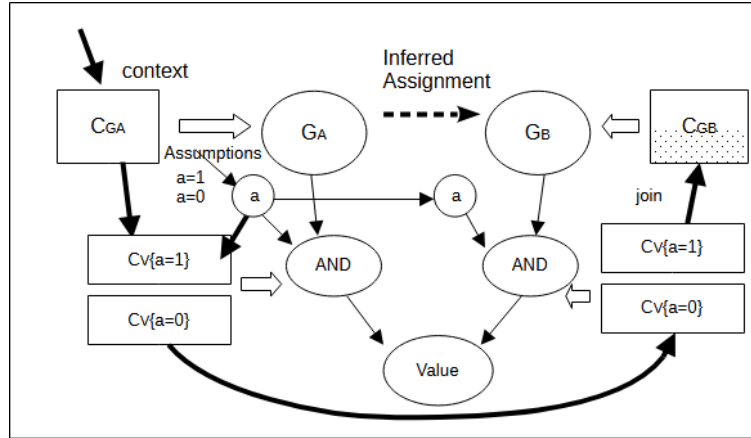 context
Inferred
Assignment
CGA
GA
GB
CGB
Assumptions
a=1
a=0
a
a
join
CV{a=1}
AND
AND
CV{a=1}
CV{a=0}
CV{a=0}
Value